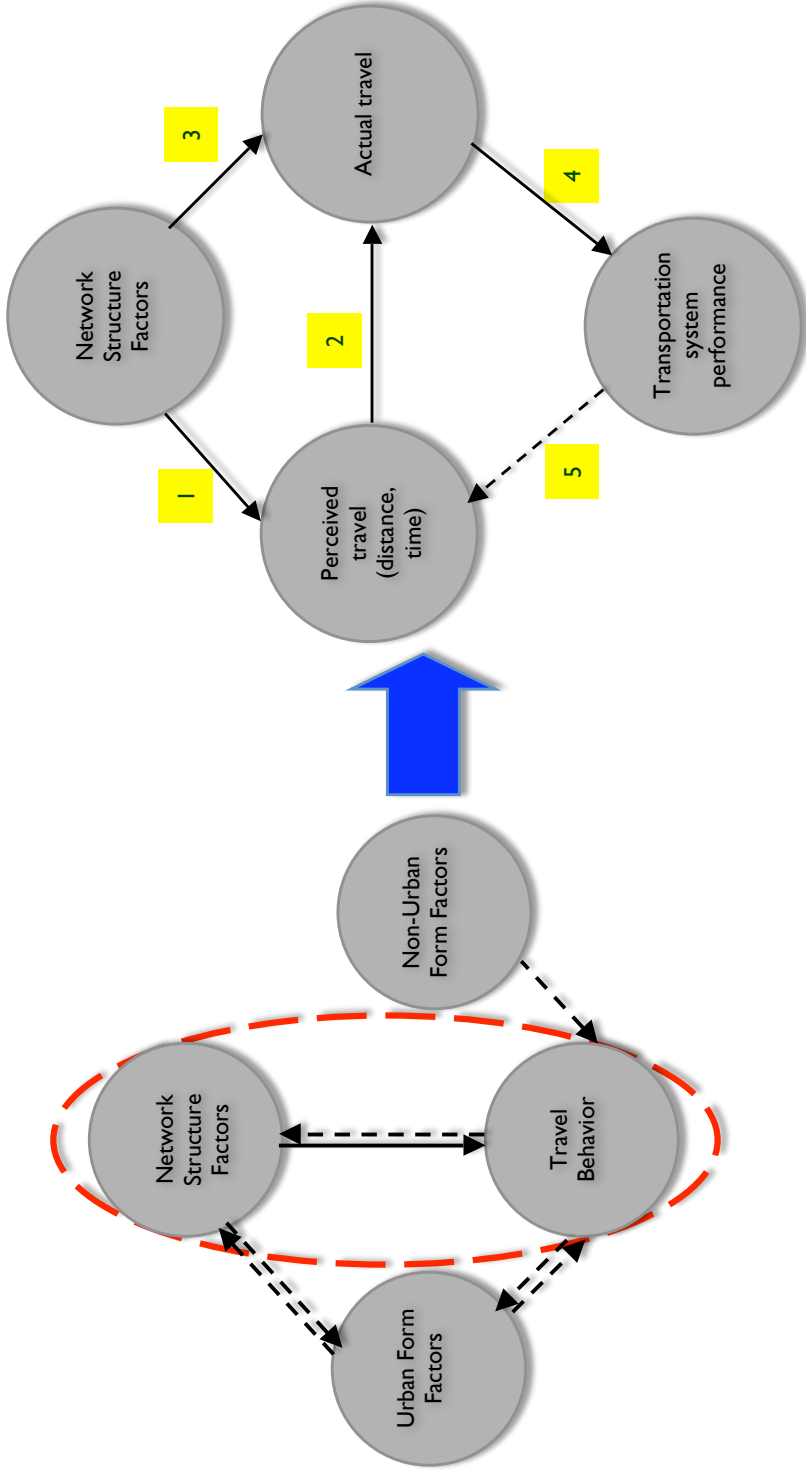 Urban Form
Factors
Network
Structure
Factors
Travel
Behavior
Non-Urban
Form Factors
Perceived
travel
(distance,
time)
Network
Structure
Factors
Actual travel
Transportation
system
performance
1
2
3
4
5